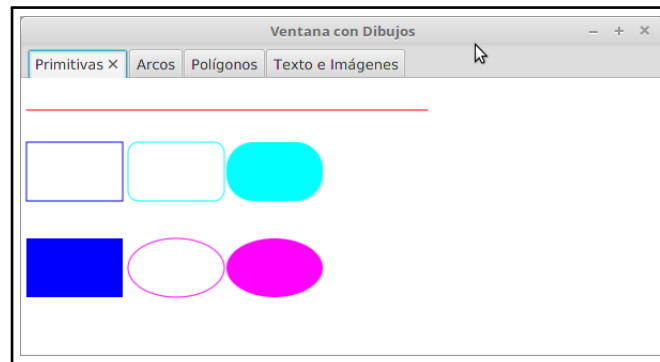 Ventana con Dibujos
Primitivas Arcos Polígonos Texto e Imágenes